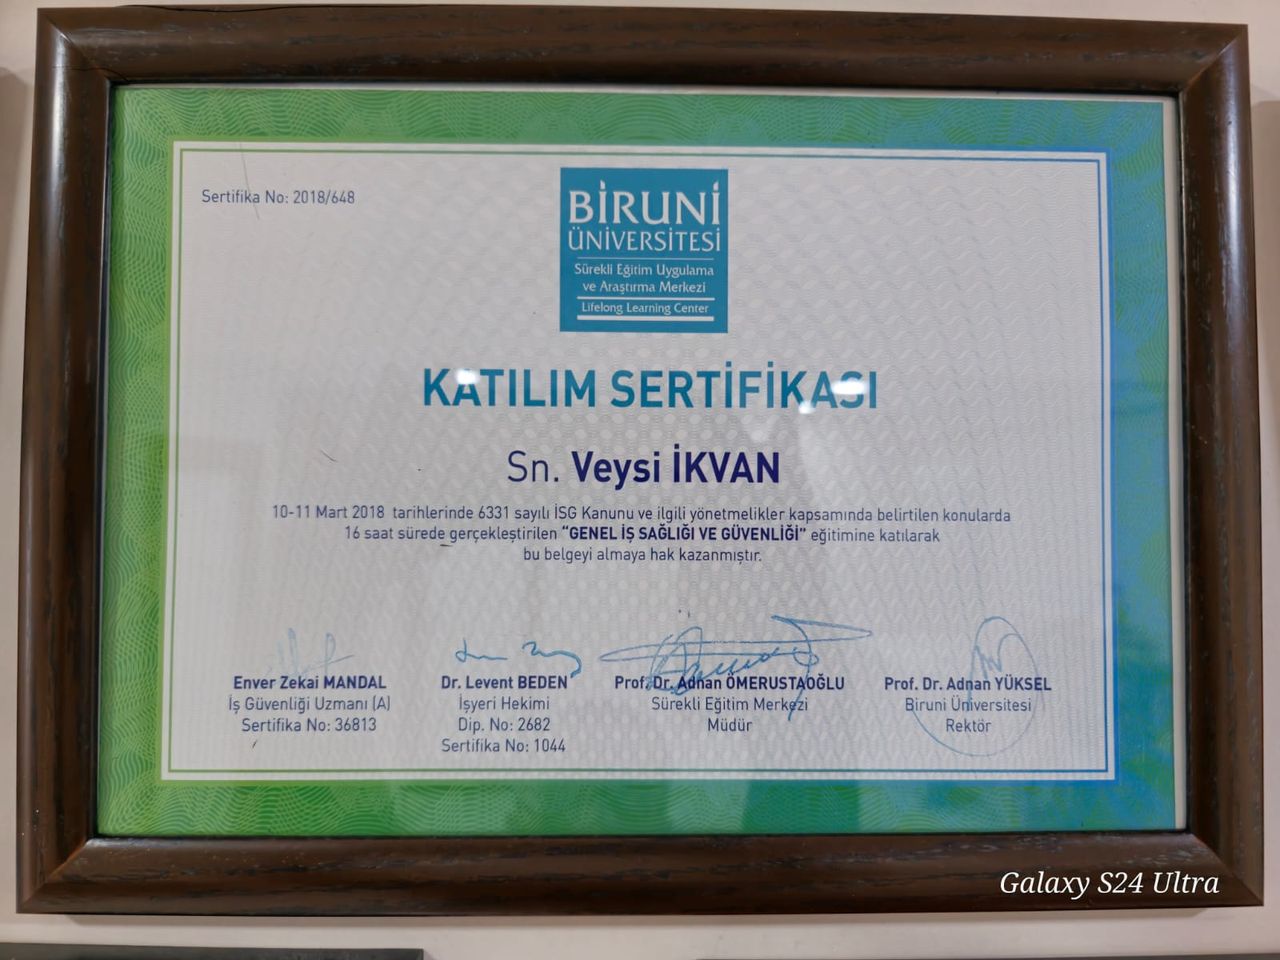 Sertifika No: 2018/648
BİRUNİ
ÜNİVERSİTESİ
Sürekli Eğitim Uygulama
ve Araştırma Merkezi
Lifelong Learning Center
KATILIM SERTİFİKASI
Sn. Veysi İKVAN
10-11 Mart 2018 tarihlerinde 6331 sayılı İSG Kanunu ve ilgili yönetmelikler kapsamında belirtilen konularda
16 saat sürede gerçekleştirilen “GENEL İŞ SAĞLIĞI VE GÜVENLİĞİ” eğitimine katılarak
bu belgeyi almaya hak kazanmıştır.
Enver Zekai MANDAL
İş Güvenliği Uzmanı (A)
Sertifika No: 36813
Dr. Levent BEDEN
İşyeri Hekimi
Dip. No: 2682
Sertifika No: 1044
Prof. Dr. Adnan ÖMERUSTAOĞLU
Sürekli Eğitim Merkezi
Müdür
Prof. Dr. Adnan YÜKSEL
Biruni Üniversitesi
Rektör
Galaxy S24 Ultra